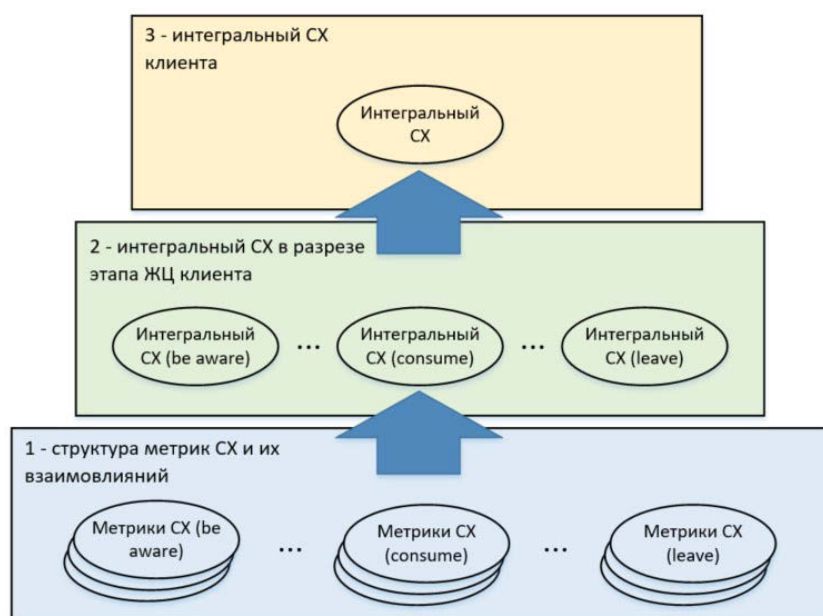 3 - интегральный CX
клиента
Интегральный
CX
2 - интегральный CX в разрезе
этапа ЖЦ клиента
Интегральный
CX (be aware)
...
Интегральный
CX (consume)
...
Интегральный
CX (leave)
1 - структура метрик CX и их
взаимовлияний
Метрики CX (be
aware)
...
Метрики CX
(consume)
...
Метрики CX
(leave)